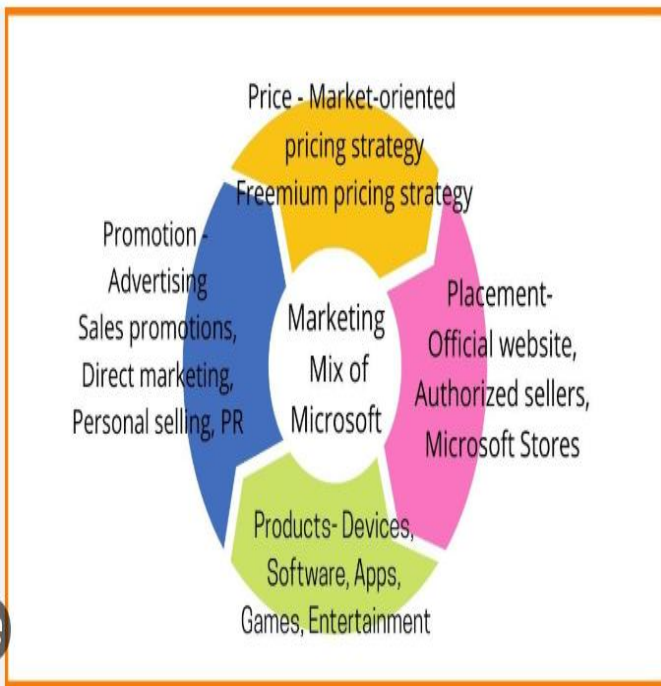 Price - Market-oriented
pricing strategy
Freemium pricing strategy
Promotion -
Advertising
Sales promotions,
Direct marketing,
Personal selling, PR
Marketing
Mix of
Microsoft
Placement-
Official website,
Authorized sellers,
Microsoft Stores
Products- Devices,
Software, Apps,
Games, Entertainment